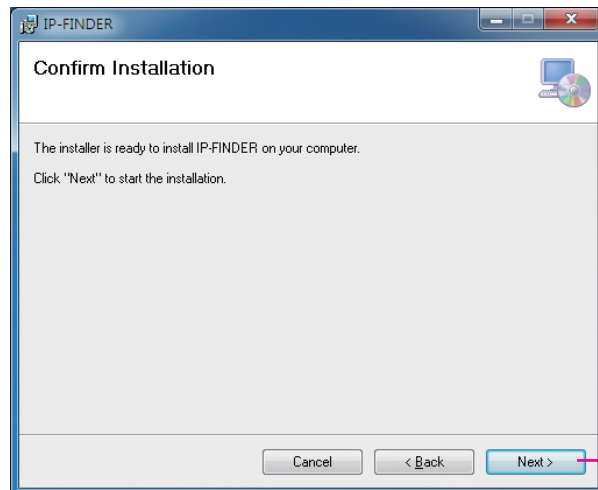 IP-FINDER
Confirm Installation
The installer is ready to install IP-FINDER on your computer.
Click "Next" to start the installation.
Cancel
< Back
Next >